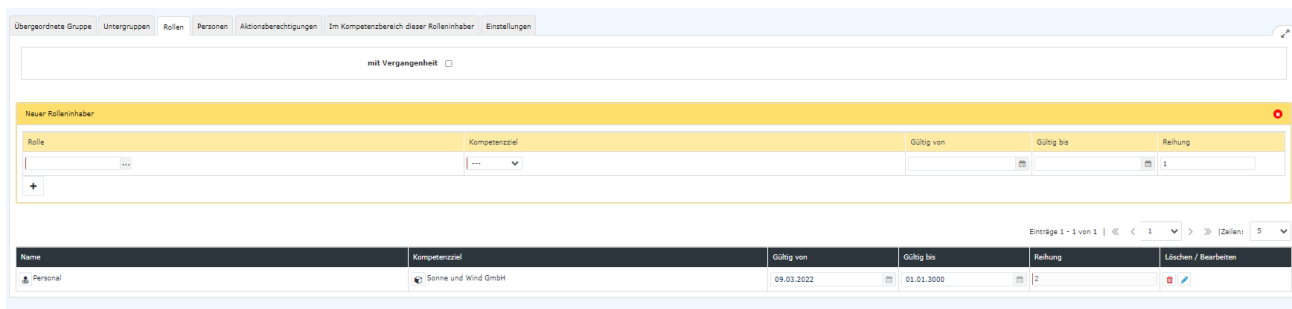 Übergeordnete Gruppe Untergruppen Rollen Personen Aktionsberechtigungen Im Kompetenzbereich dieser Rolleninhaber Einstellungen
mit Vergangenheit
Neuer Rolleninhaber
Rolle Kompetenzziel Gültig von Gültig bis Reihung
... --- 1
+
Einträge 1 - 1 von 1 | ≪ < 1 > ≫ |Zeilen: 5
Name Kompetenzziel Gültig von Gültig bis Reihung Löschen / Bearbeiten
Personal Sonne und Wind GmbH 09.03.2022 01.01.3000 2